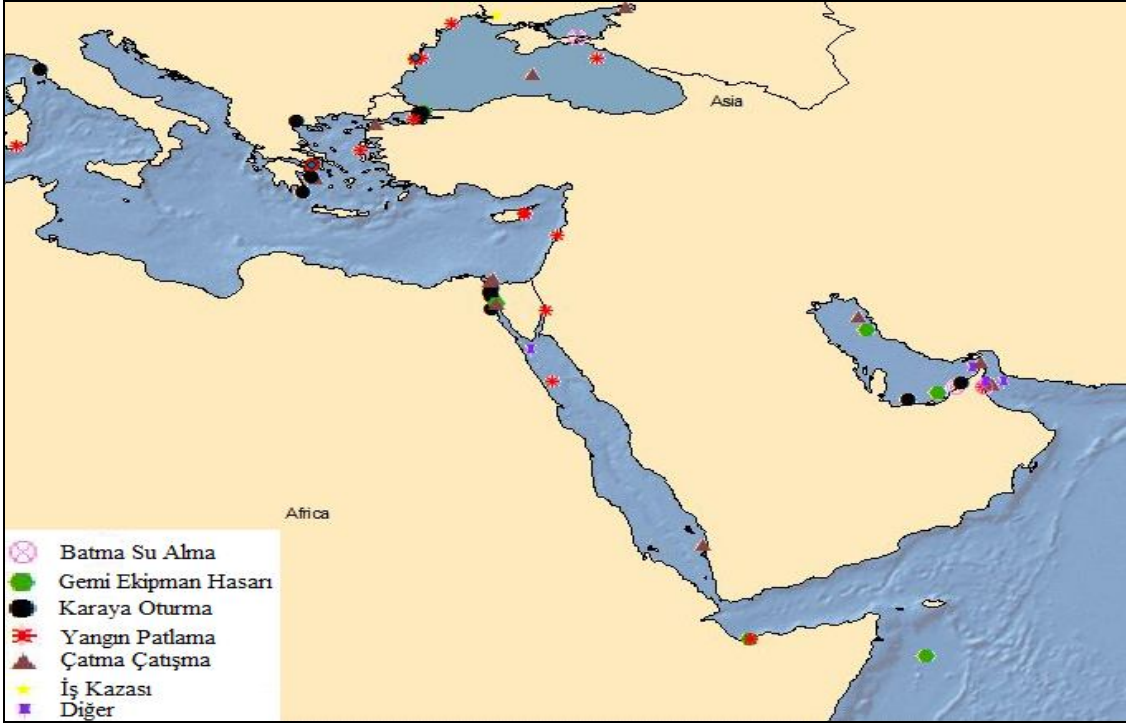 Asia
Africa
Batma Su Alma
Gemi Ekipman Hasarı
Karaya Oturma
Yangın Patlama
Çatma Çatışma
İş Kazası
Diğer